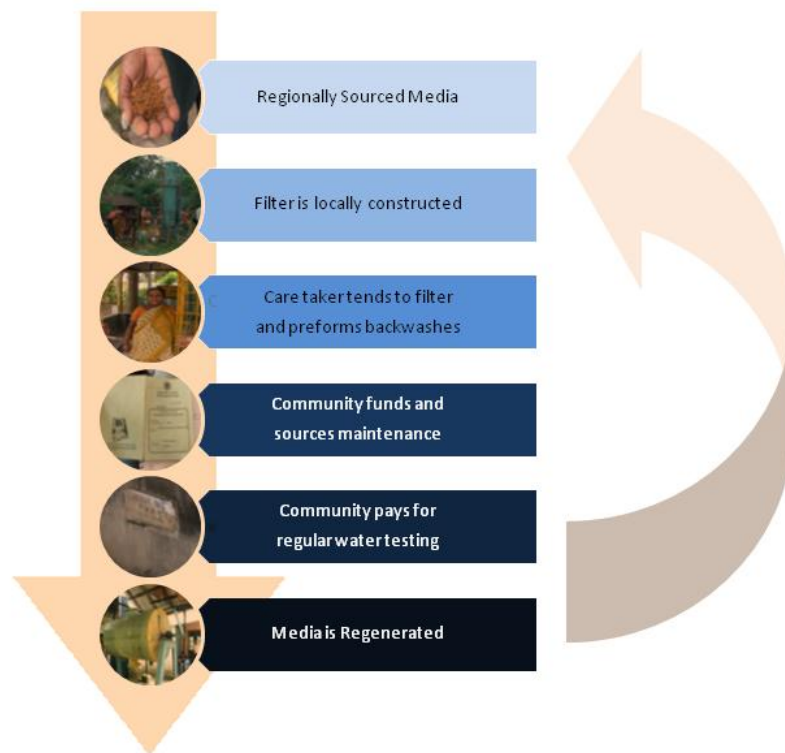 Regionally Sourced Media
Filter is locally constructed
Care taker tends to filter
and preforms backwashes
Community funds and
sources maintenance
Community pays for
regular water testing
Media is Regenerated